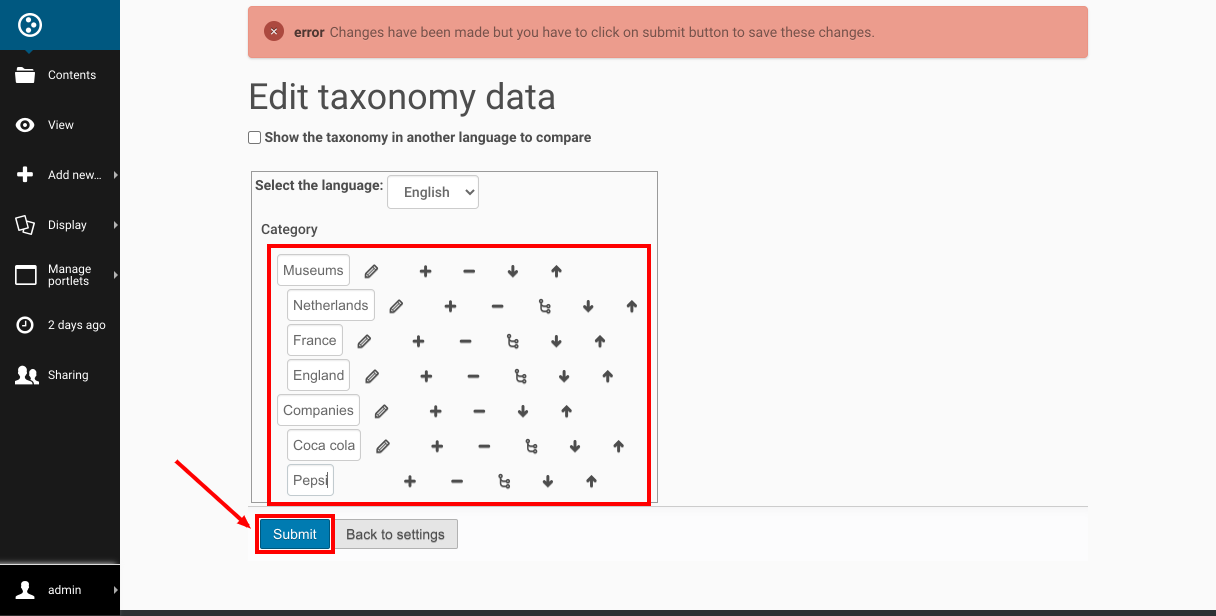 error Changes have been made but you have to click on submit button to save these changes.
Contents
View
Add new...
Display
Manage
portlets
2 days ago
Sharing
admin
Edit taxonomy data
Show the taxonomy in another language to compare
Select the language: English
Category
Museums
Netherlands
France
England
Companies
Coca cola
Pepsi
Submit Back to settings